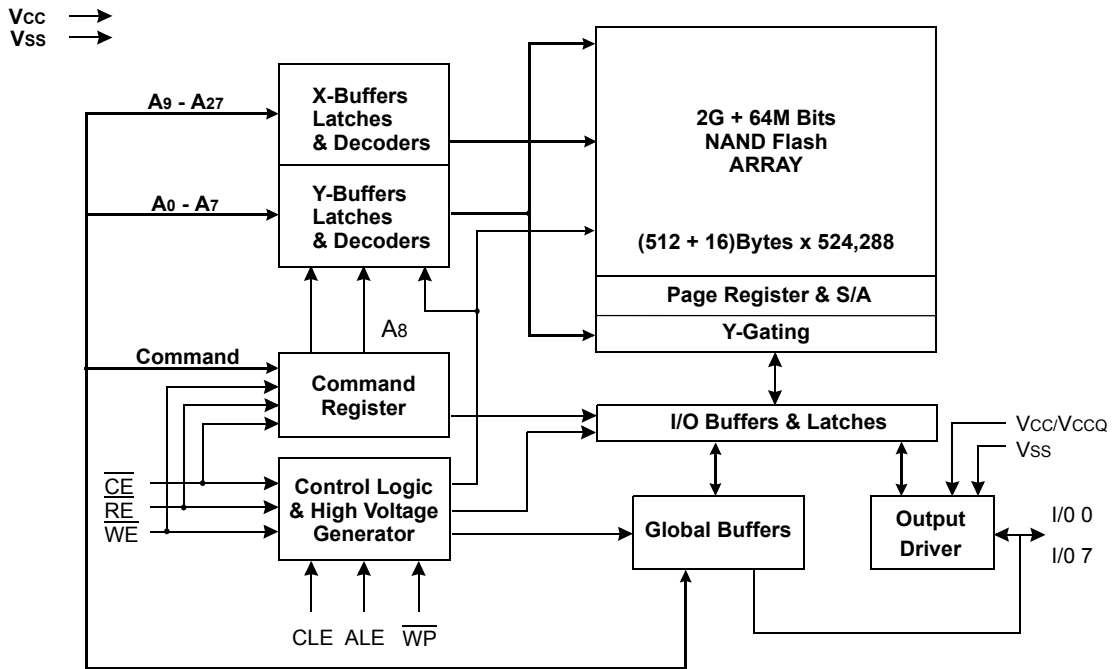 VCC
VSS
A9 - A27
X-Buffers
Latches
& Decoders
2G + 64M Bits
NAND Flash
ARRAY
A0 - A7
Y-Buffers
Latches
& Decoders
(512 + 16)Bytes x 524,288
Page Register & S/A
A8
Y-Gating
Command
Command
Register
I/O Buffers & Latches
VCC/VCCQ
VSS
CE
RE
WE
Control Logic
& High Voltage
Generator
Global Buffers
Output
Driver
I/0 0
I/0 7
CLE
ALE
WP